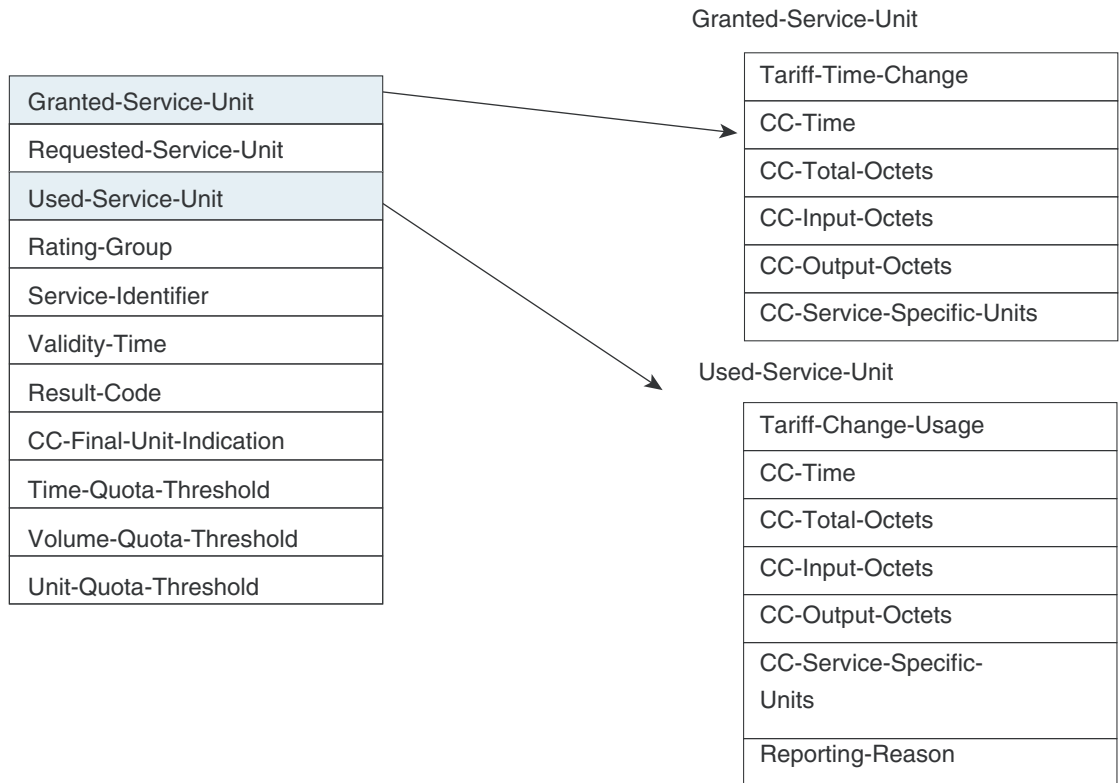 Granted-Service-Unit
Requested-Service-Unit
Used-Service-Unit
Rating-Group
Service-Identifier
Validity-Time
Result-Code
CC-Final-Unit-Indication
Time-Quota-Threshold
Volume-Quota-Threshold
Unit-Quota-Threshold
Granted-Service-Unit
Tariff-Time-Change
CC-Time
CC-Total-Octets
CC-Input-Octets
CC-Output-Octets
CC-Service-Specific-Units
Used-Service-Unit
Tariff-Change-Usage
CC-Time
CC-Total-Octets
CC-Input-Octets
CC-Output-Octets
CC-Service-Specific-
Units
Reporting-Reason